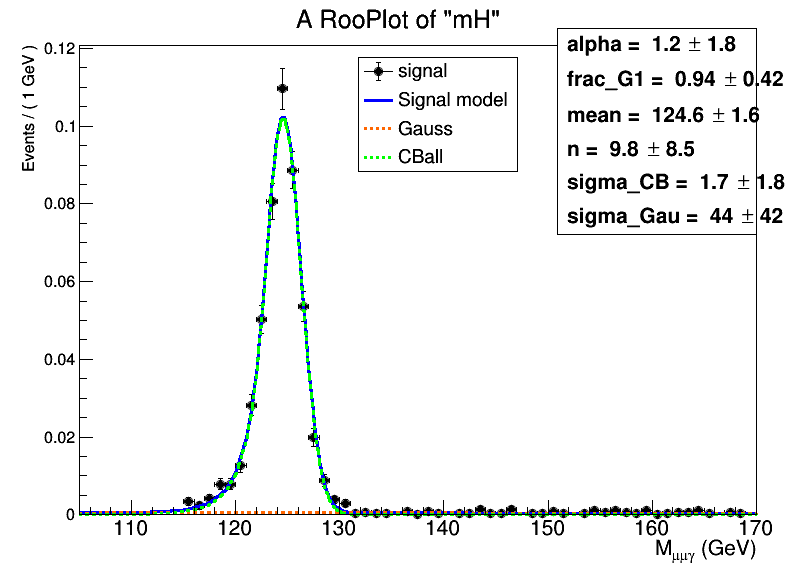 A RooPlot of "mH"
Events / ( 1 GeV )
0.12
0.1
0.08
0.06
0.04
0.02
0
signal
Signal model
Gauss
CBall
alpha = 1.2 ± 1.8
frac_G1 = 0.94 ± 0.42
mean = 124.6 ± 1.6
n = 9.8 ± 8.5
sigma_CB = 1.7 ± 1.8
sigma_Gau = 44 ± 42
110 120 130 140 150 160 170
M_μμγ (GeV)